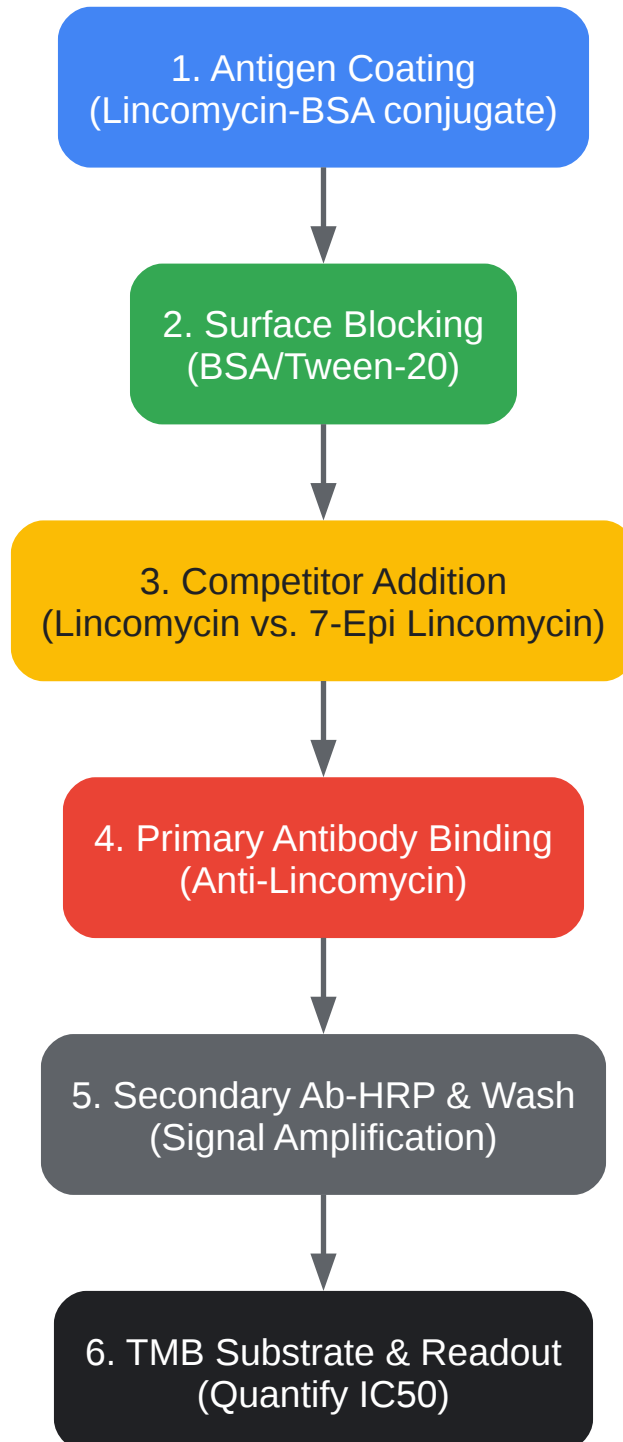 1. Antigen Coating
(Lincomycin-BSA conjugate)
2. Surface Blocking
(BSA/Tween-20)
3. Competitor Addition
(Lincomycin vs. 7-Epi Lincomycin)
4. Primary Antibody Binding
(Anti-Lincomycin)
5. Secondary Ab-HRP & Wash
(Signal Amplification)
6. TMB Substrate & Readout
(Quantify IC50)